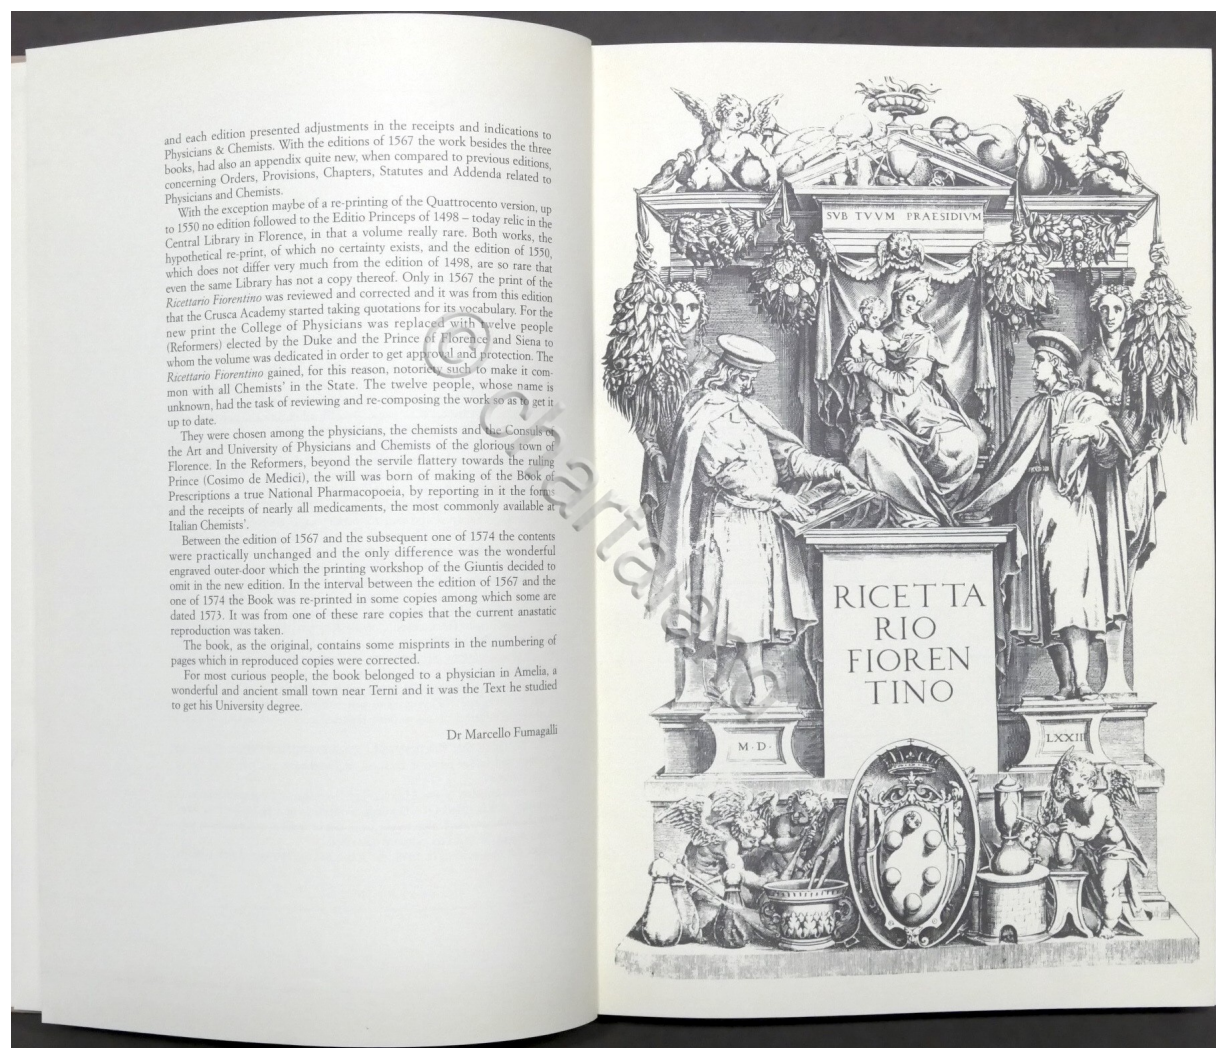 and each edition presented adjustments in the receipts and indications to
Physicians & Chemists. With the editions of 1567 the work besides the three
books, had also an appendix quite new, when compared to previous editions,
concerning Orders, Provisions, Chapters, Statutes and Addenda related to
Physicians and Chemists.
With the exception maybe of a re-printing of the Quattrocento version, up
to 1550 no edition followed to the Editio Princeps of 1498 – today relic in the
Central Library in Florence, in that a volume really rare. Both works, the
hypothetical re-print, of which no certainty exists, and the edition of 1550,
which does not differ very much from the edition of 1498, are so rare that
even the same Library has not a copy thereof. Only in 1567 the print of the
Ricettario Fiorentino was reviewed and corrected and it was from this edition
that the Crusca Academy started taking quotations for its vocabulary. For the
new print the College of Physicians was replaced with twelve people
(Reformers) elected by the Duke and the Prince of Florence and Siena to
whom the volume was dedicated in order to get approval and protection. The
Ricettario Fiorentino gained, for this reason, notoriety such to make it com-
mon with all Chemists' in the State. The twelve people, whose name is
unknown, had the task of reviewing and re-composing the work so as to get it
up to date.
They were chosen among the physicians, the chemists and the Consuls of
the Art and University of Physicians and Chemists of the glorious town of
Florence. In the Reformers, beyond the servile flattery towards the ruling
Prince (Cosimo de Medici), the will was born of making of the Book of
Prescriptions a true National Pharmacopoeia, by reporting in it the forms
and the receipts of nearly all medicaments, the most commonly available at
Italian Chemists'.
Between the edition of 1567 and the subsequent one of 1574 the contents
were practically unchanged and the only difference was the wonderful
engraved outer-door which the printing workshop of the Giuntis decided to
omit in the new edition. In the interval between the edition of 1567 and the
one of 1574 the Book was re-printed in some copies among which some are
dated 1573. It was from one of these rare copies that the current anastatic
reproduction was taken.
The book, as the original, contains some misprints in the numbering of
pages which in reproduced copies were corrected.
For most curious people, the book belonged to a physician in Amelia, a
wonderful and ancient small town near Terni and it was the Text he studied
to get his University degree.
Dr Marcello Fumagalli
SVB TVVM PRAESIDIVM
RICETTA
RIO
FIOREN
TINO
M·D·
LXXIII